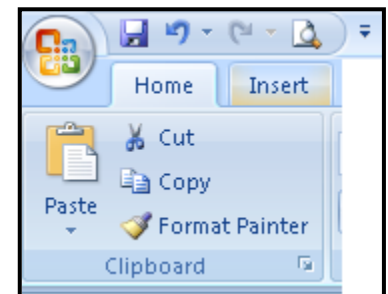 Home Insert
Cut
Copy
Paste
Format Painter
Clipboard